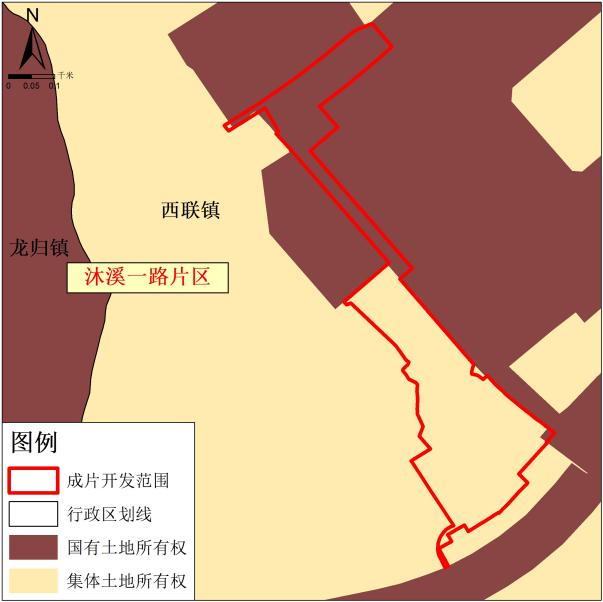 N
千米
0 0.05 0.1
西联镇
龙归镇
沐溪一路片区
图例
成片开发范围
行政区划线
国有土地所有权
集体土地所有权